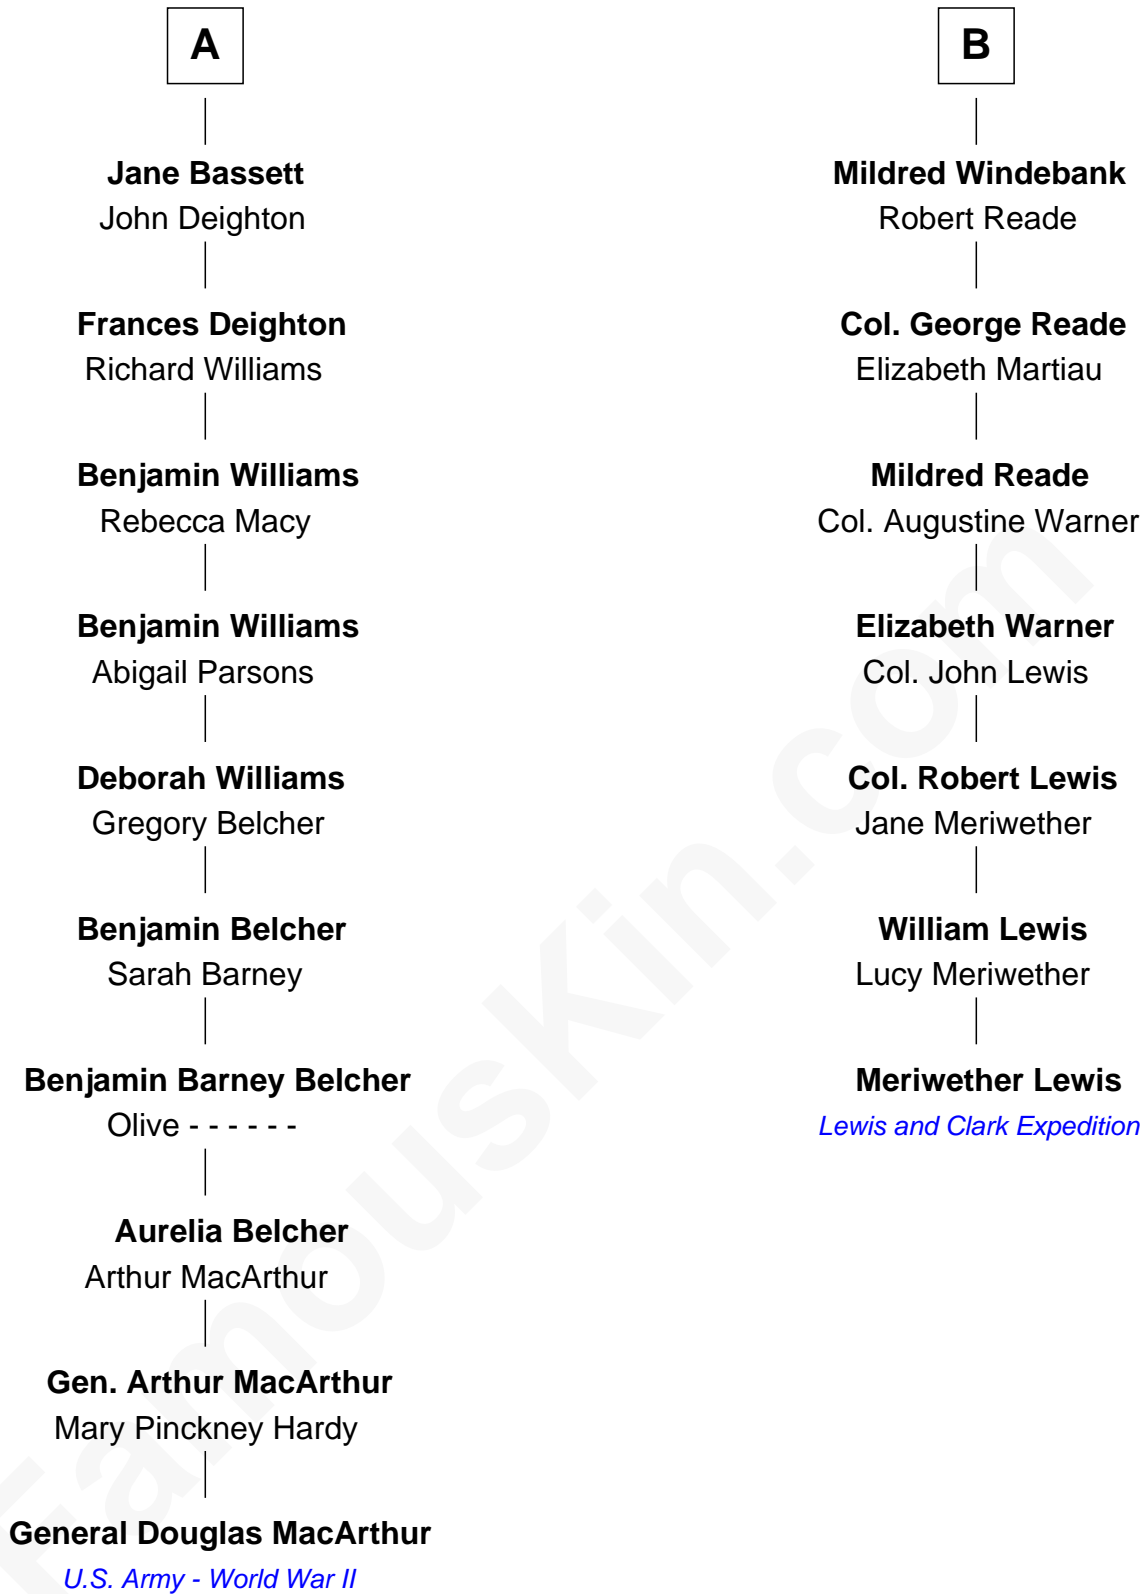 A
Jane Bassett
John Deighton
Frances Deighton
Richard Williams
Benjamin Williams
Rebecca Macy
Benjamin Williams
Abigail Parsons
Deborah Williams
Gregory Belcher
Benjamin Belcher
Sarah Barney
Benjamin Barney Belcher
Olive - - - - - -
Aurelia Belcher
Arthur MacArthur
Gen. Arthur MacArthur
Mary Pinckney Hardy
General Douglas MacArthur
U.S. Army - World War II
B
Mildred Windebank
Robert Reade
Col. George Reade
Elizabeth Martiau
Mildred Reade
Col. Augustine Warner
Elizabeth Warner
Col. John Lewis
Col. Robert Lewis
Jane Meriwether
William Lewis
Lucy Meriwether
Meriwether Lewis
Lewis and Clark Expedition
FamousKin.com